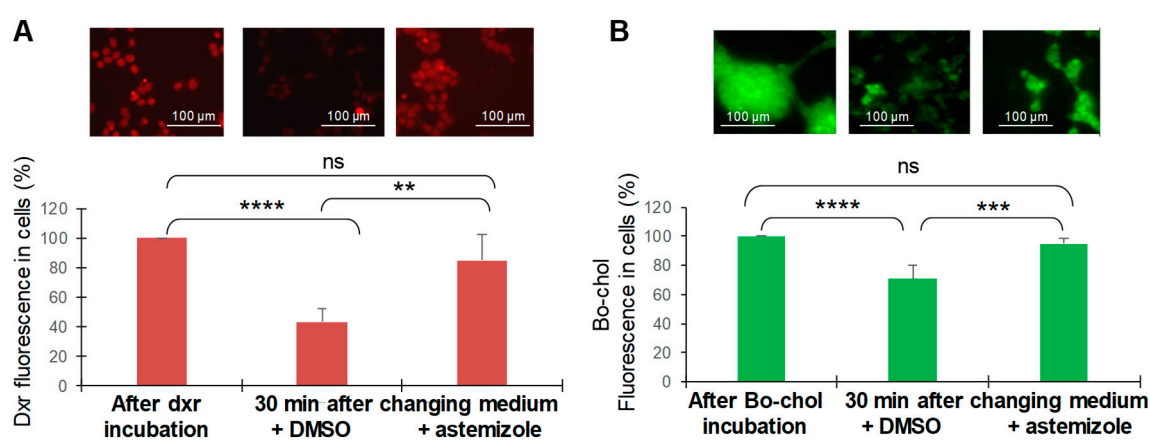 A
100 µm
100 µm
100 µm
ns
**
****
Dxr fluorescence in cells (%)
120
100
80
60
40
20
0
After dxr
incubation
30 min after changing medium
+ DMSO
+ astemizole
B
100 µm
100 µm
100 µm
ns
****
***
Bo-chol
Fluorescence in cells (%)
120
100
80
60
40
20
0
After Bo-chol
incubation
30 min after changing medium
+ DMSO
+ astemizole